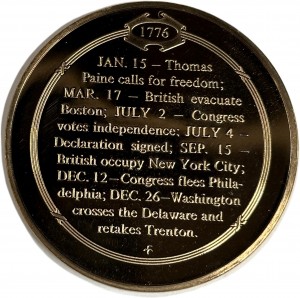 1776
JAN. 15 – Thomas
Paine calls for freedom;
MAR. 17 – British evacuate
Boston; JULY 2 – Congress
votes independence; JULY 4 –
Declaration signed; SEP. 15 –
British occupy New York City;
DEC. 12–Congress flees Phila-
delphia; DEC. 26–Washington
crosses the Delaware and
retakes Trenton.